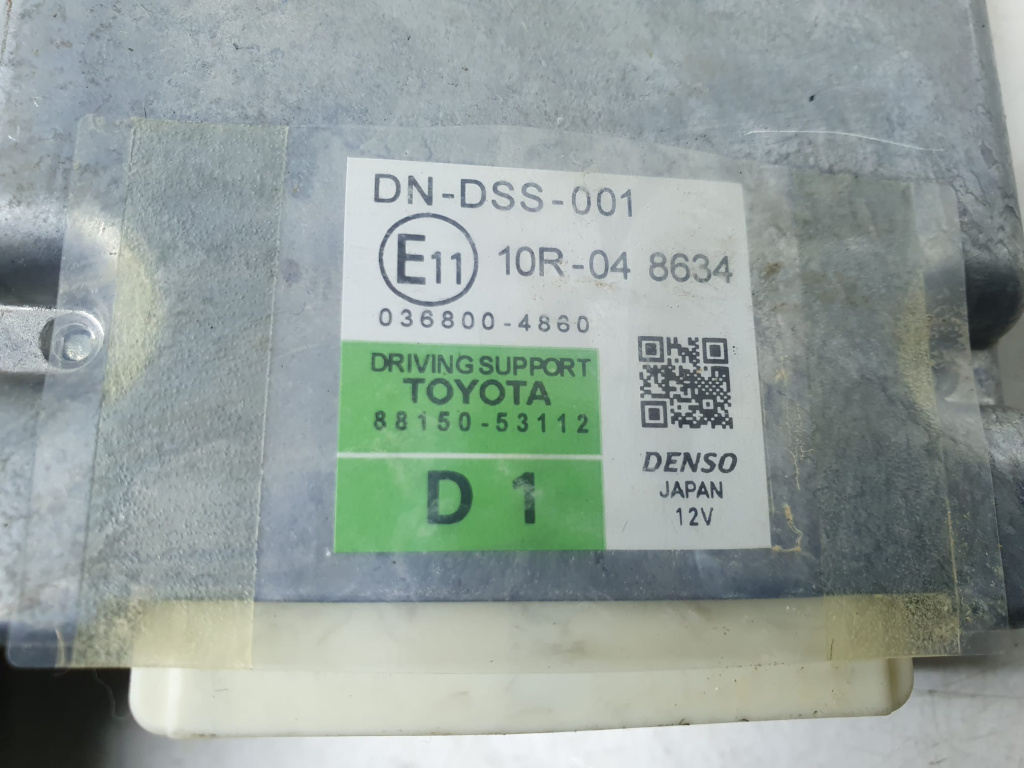 DN-DSS-001
E11 10R-04 8634
036800-4860
DRIVING SUPPORT
TOYOTA
88150-53112
D 1
DENSO
JAPAN
12V